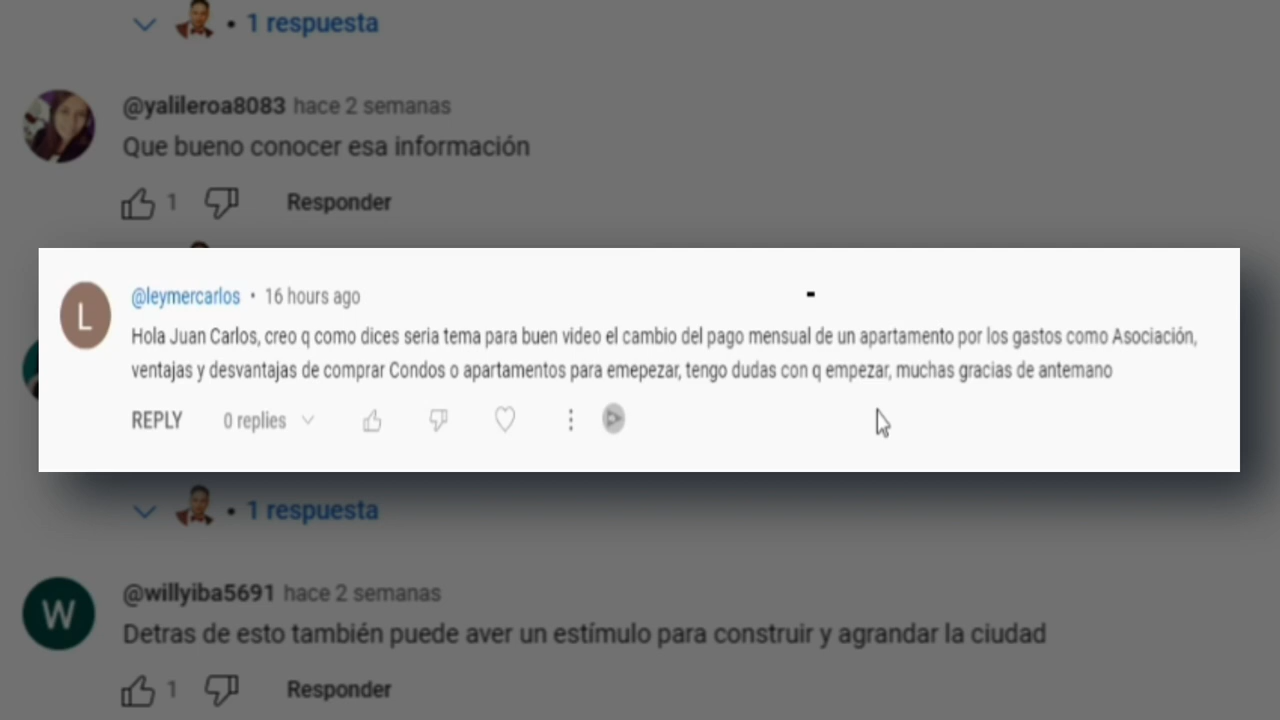 • 1 respuesta
@yalileroa8083 hace 2 semanas
Que bueno conocer esa información
1 Responder
L
@leymercarlos • 16 hours ago
Hola Juan Carlos, creo q como dices seria tema para buen video el cambio del pago mensual de un apartamento por los gastos como Asociación,
ventajas y desvantajas de comprar Condos o apartamentos para emepezar, tengo dudas con q empezar, muchas gracias de antemano
REPLY 0 replies
• 1 respuesta
W
@willyiba5691 hace 2 semanas
Detras de esto también puede aver un estímulo para construir y agrandar la ciudad
1 Responder